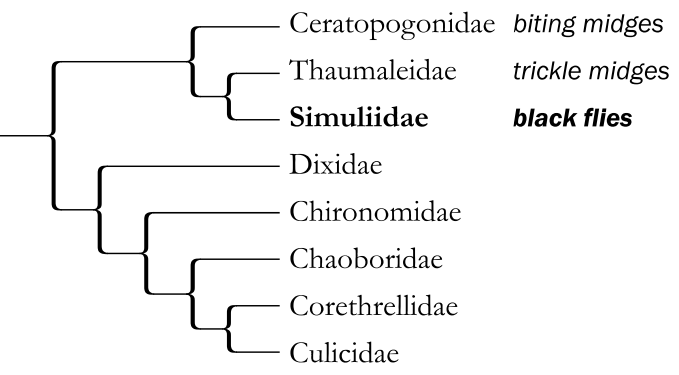 Ceratopogonidae biting midges
Thaumaleidae trickle midges
Simuliidae black flies
Dixidae
Chironomidae
Chaoboridae
Corethrellidae
Culicidae